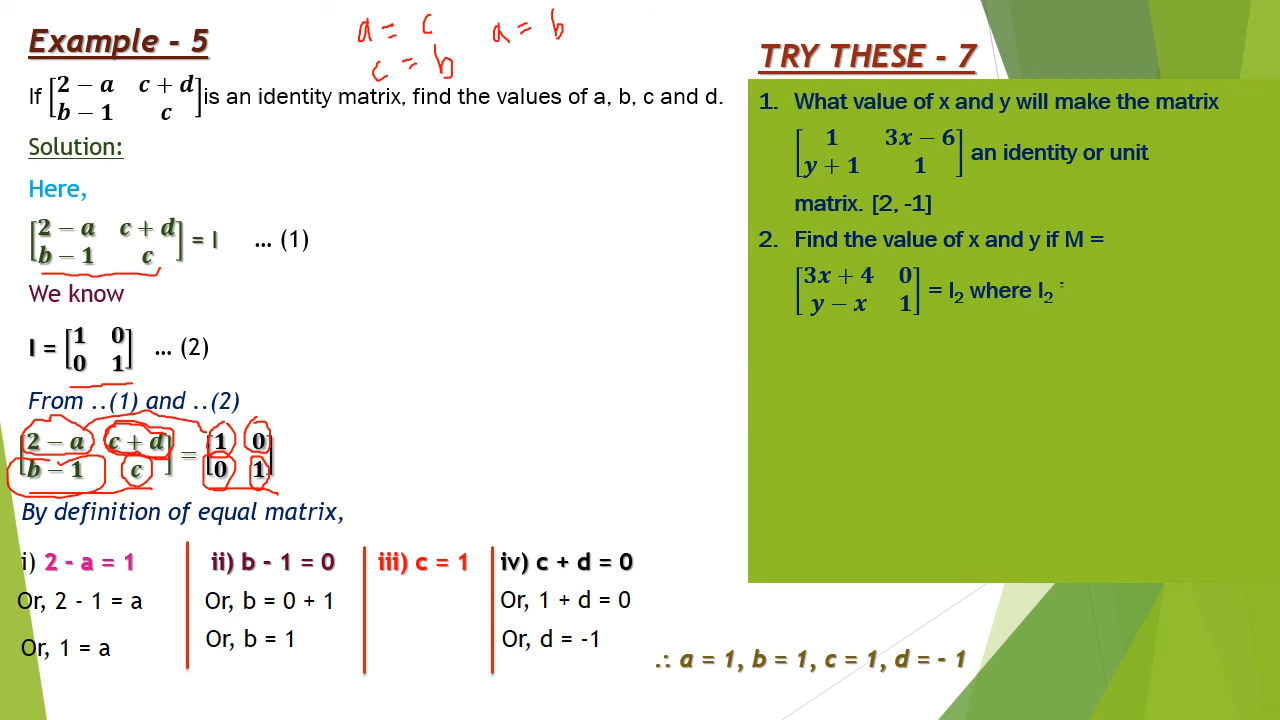 Example - 5
a = c a = b
c = b
If [2 − a c + d
b − 1 c] is an identity matrix, find the values of a, b, c and d.
Solution:
Here,
[2 − a c + d
b − 1 c] = I ... (1)
We know
I = [1 0
0 1] ... (2)
From ..(1) and ..(2)
[2 − a c + d
b − 1 c] = [1 0
0 1]
By definition of equal matrix,
i) 2 - a = 1 ii) b - 1 = 0 iii) c = 1 iv) c + d = 0
Or, 2 - 1 = a Or, b = 0 + 1 Or, 1 + d = 0
Or, 1 = a Or, b = 1 Or, d = -1
∴ a = 1, b = 1, c = 1, d = - 1
TRY THESE - 7
1. What value of x and y will make the matrix
[1 3x − 6
y + 1 1] an identity or unit
matrix. [2, -1]
2. Find the value of x and y if M =
[3x + 4 0
y − x 1] = I₂ where I₂